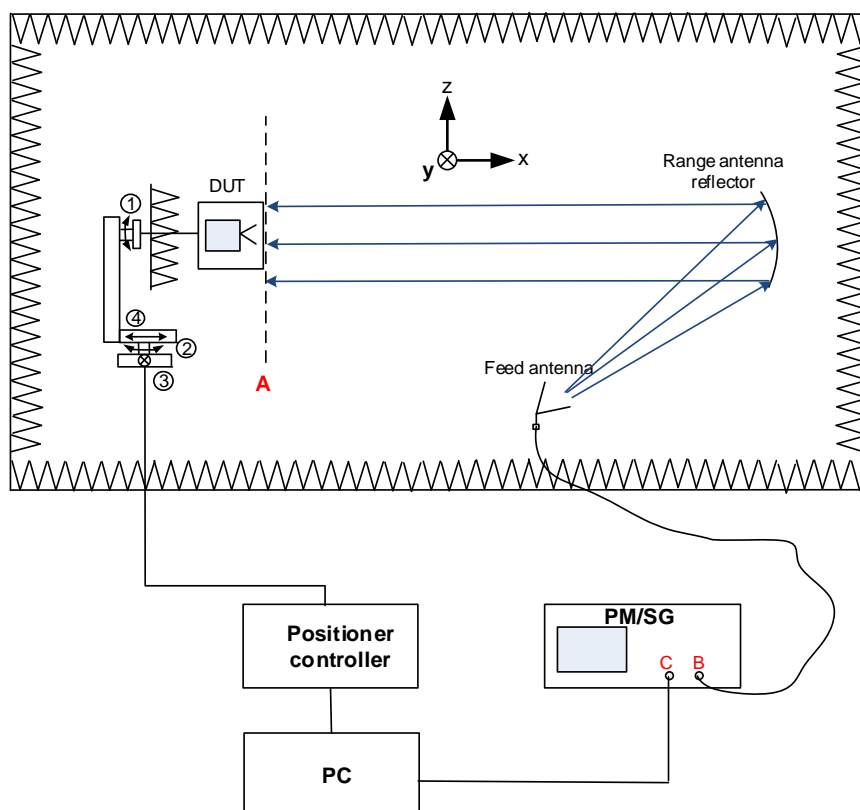 z
y
x
Range antenna
reflector
DUT
①
④
②
③
A
Feed antenna
Positioner
controller
PM/SG
C
B
PC